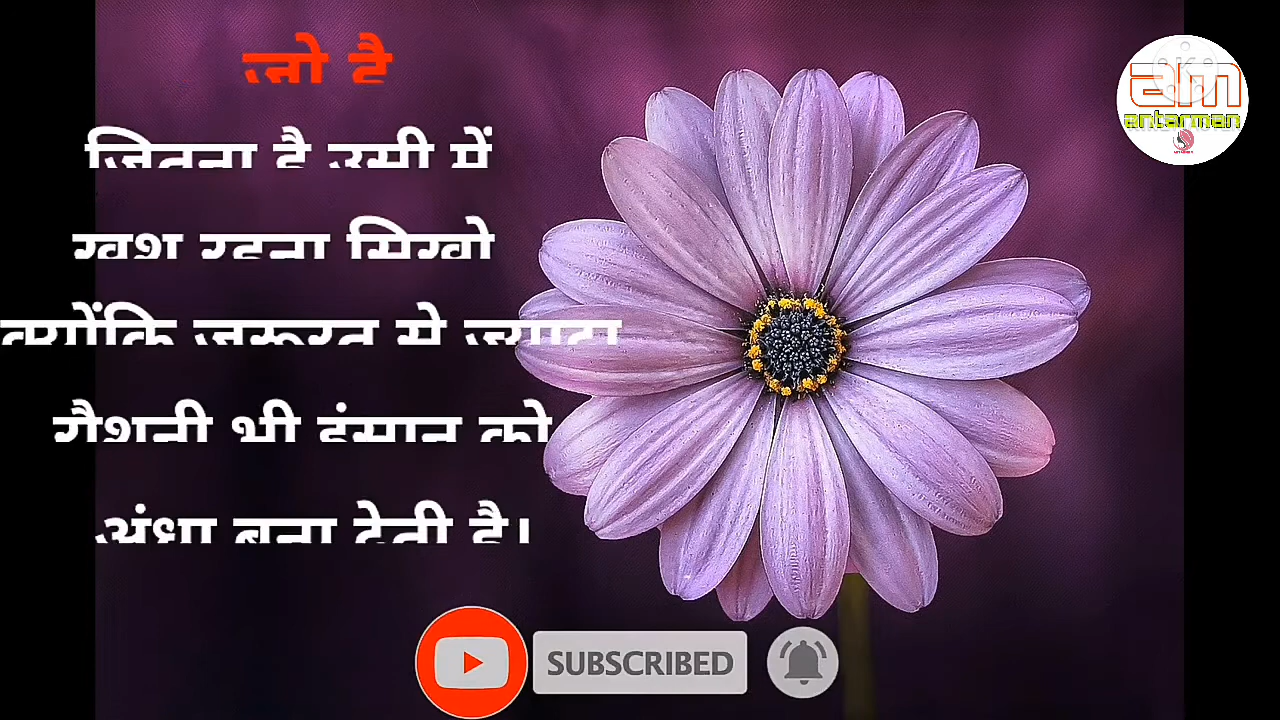 जो है
जितना है उसी में
खुश रहना सिखो
क्योंकि जरूरत से ज्यादा
रौशनी भी इंसान को
अंधा बना देती है।
am
antarman
SUBSCRIBED